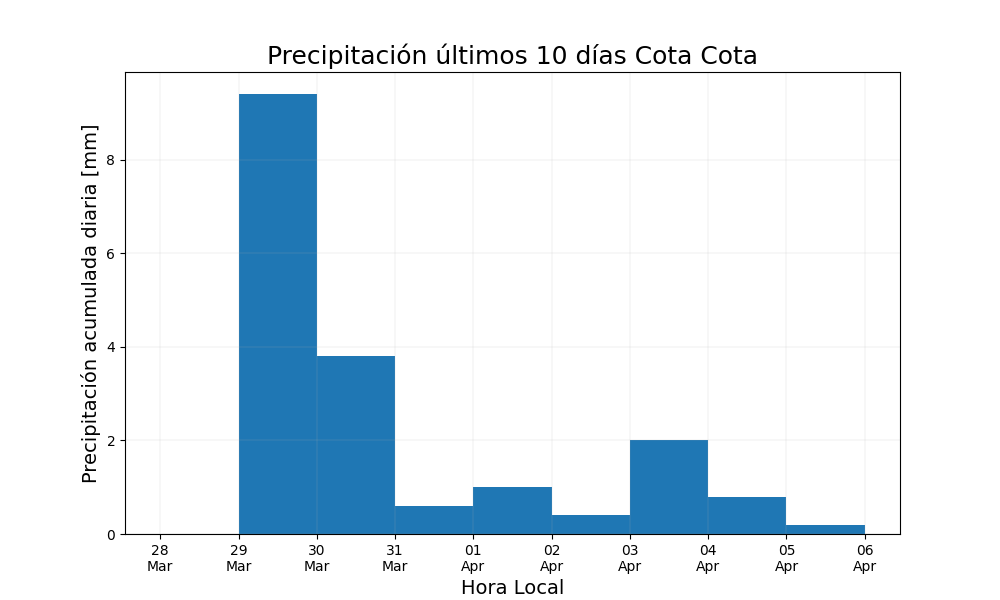 Precipitación últimos 10 días Cota Cota
Precipitación acumulada diaria [mm]
8
6
4
2
0
28 29 30 31 01 02 03 04 05 06
Mar Mar Mar Mar Apr Apr Apr Apr Apr Apr
Hora Local